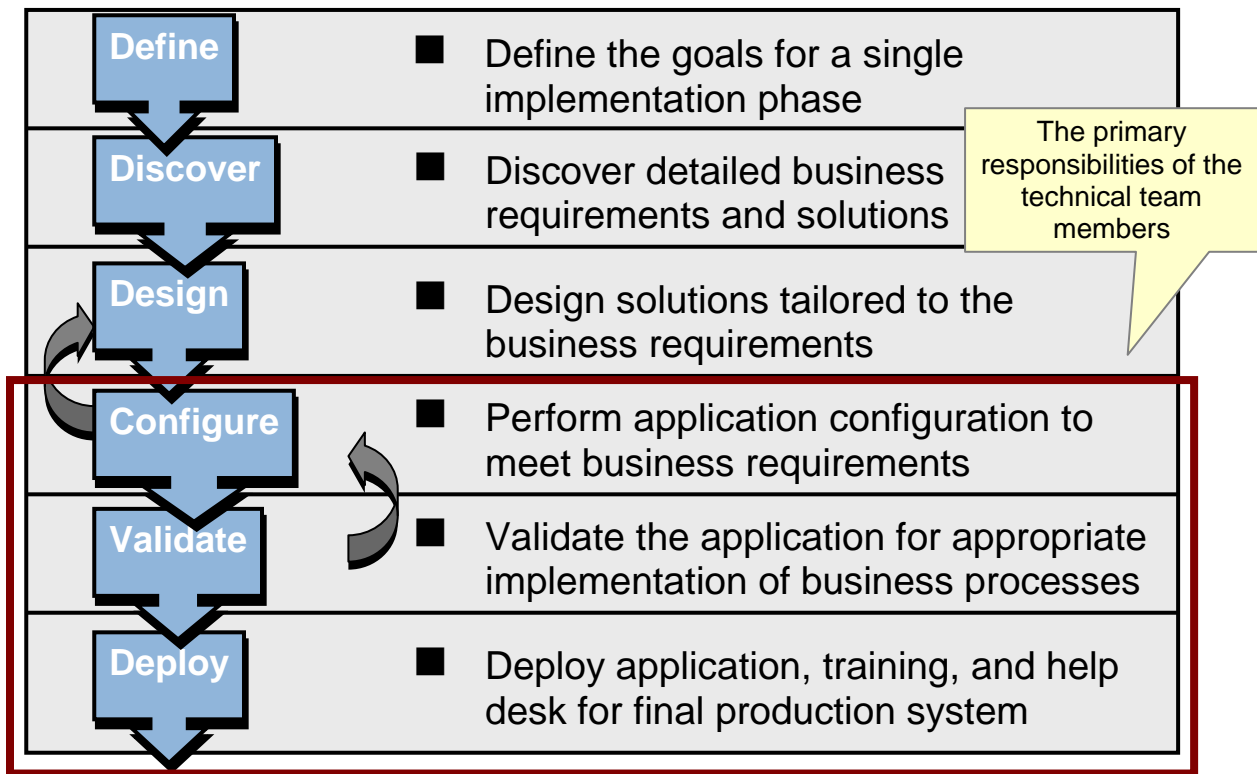 Define
■ Define the goals for a single
implementation phase
The primary
responsibilities of the
technical team
members
Discover
■ Discover detailed business
requirements and solutions
Design
■ Design solutions tailored to the
business requirements
Configure
■ Perform application configuration to
meet business requirements
Validate
■ Validate the application for appropriate
implementation of business processes
Deploy
■ Deploy application, training, and help
desk for final production system